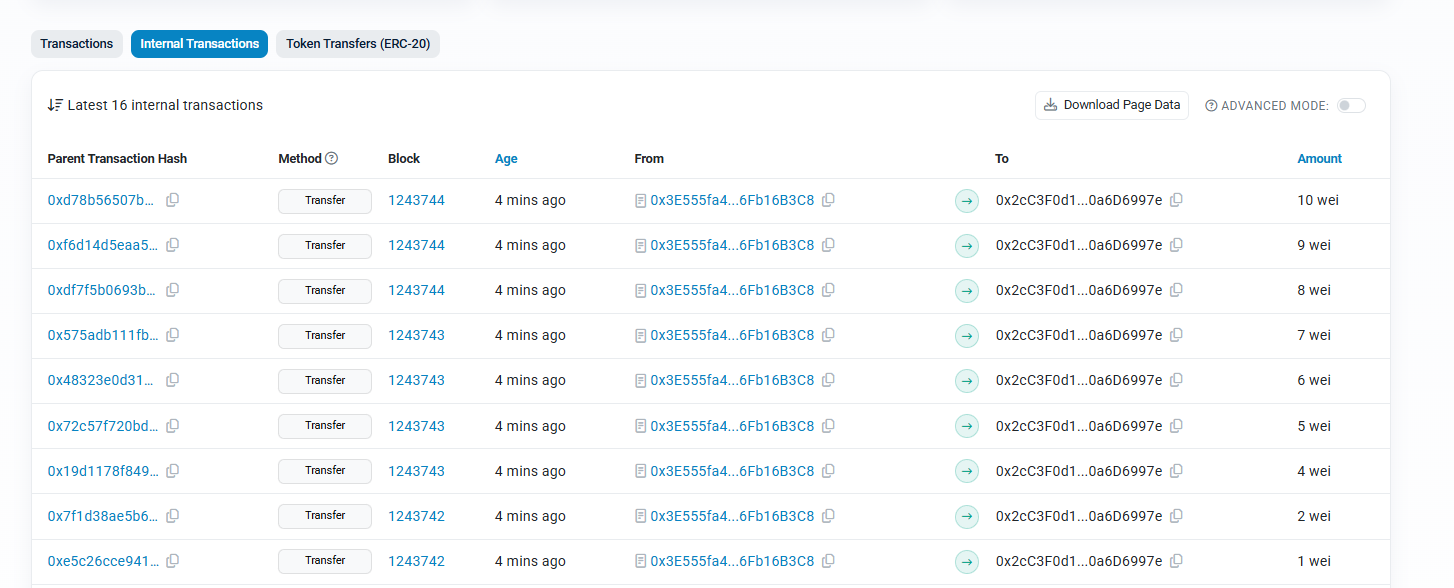 Transactions Internal Transactions Token Transfers (ERC-20)
Latest 16 internal transactions Download Page Data ADVANCED MODE:
Parent Transaction Hash Method Block Age From To Amount
0xd78b56507b... Transfer 1243744 4 mins ago 0x3E555fa4...6Fb16B3C8 0x2cC3F0d1...0a6D6997e 10 wei
0xf6d14d5eaa5... Transfer 1243744 4 mins ago 0x3E555fa4...6Fb16B3C8 0x2cC3F0d1...0a6D6997e 9 wei
0xdf7f5b0693b... Transfer 1243744 4 mins ago 0x3E555fa4...6Fb16B3C8 0x2cC3F0d1...0a6D6997e 8 wei
0x575adb111fb... Transfer 1243743 4 mins ago 0x3E555fa4...6Fb16B3C8 0x2cC3F0d1...0a6D6997e 7 wei
0x48323e0d31... Transfer 1243743 4 mins ago 0x3E555fa4...6Fb16B3C8 0x2cC3F0d1...0a6D6997e 6 wei
0x72c57f720bd... Transfer 1243743 4 mins ago 0x3E555fa4...6Fb16B3C8 0x2cC3F0d1...0a6D6997e 5 wei
0x19d1178f849... Transfer 1243743 4 mins ago 0x3E555fa4...6Fb16B3C8 0x2cC3F0d1...0a6D6997e 4 wei
0x7f1d38ae5b6... Transfer 1243742 4 mins ago 0x3E555fa4...6Fb16B3C8 0x2cC3F0d1...0a6D6997e 2 wei
0xe5c26cce941... Transfer 1243742 4 mins ago 0x3E555fa4...6Fb16B3C8 0x2cC3F0d1...0a6D6997e 1 wei